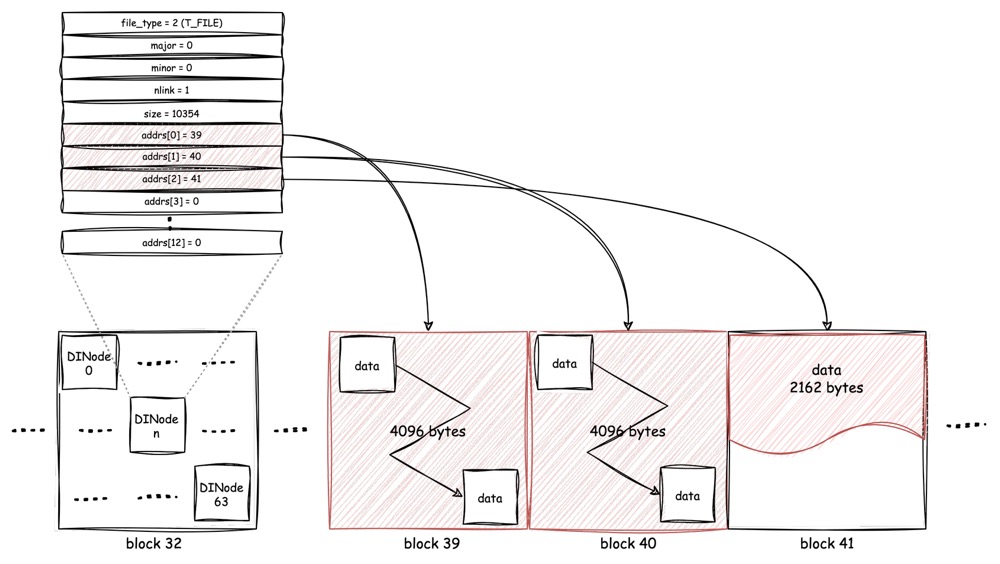 file_type = 2 (T_FILE)
major = 0
minor = 0
nlink = 1
size = 10354
addrs[0] = 39
addrs[1] = 40
addrs[2] = 41
addrs[3] = 0
addrs[12] = 0
DINode
0
DINode
n
DINode
63
block 32
data
4096 bytes
data
block 39
data
4096 bytes
data
block 40
data
2162 bytes
block 41